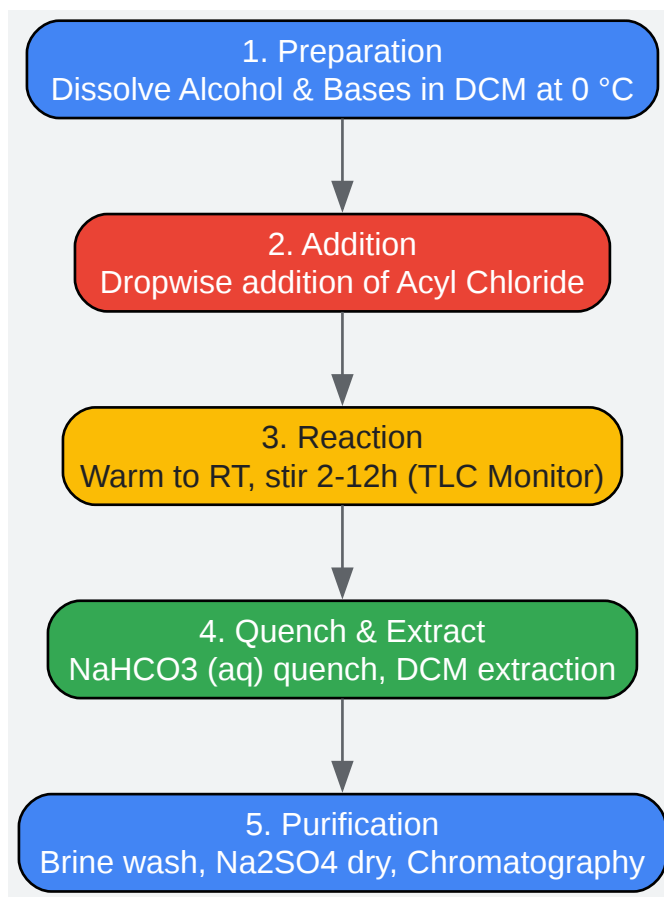 1. Preparation
Dissolve Alcohol & Bases in DCM at 0 °C
2. Addition
Dropwise addition of Acyl Chloride
3. Reaction
Warm to RT, stir 2-12h (TLC Monitor)
4. Quench & Extract
NaHCO3 (aq) quench, DCM extraction
5. Purification
Brine wash, Na2SO4 dry, Chromatography